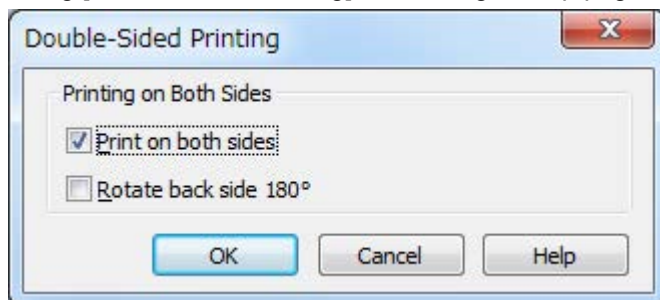 Double-Sided Printing
Printing on Both Sides
Print on both sides
Rotate back side 180°
OK Cancel Help